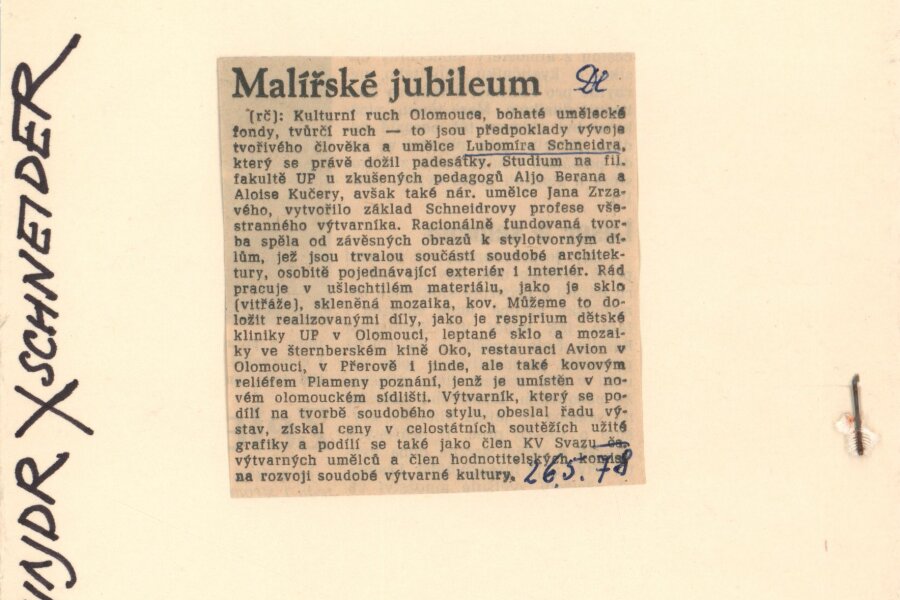 Malířské jubileum
(rč): Kulturní ruch Olomouce, bohaté umělecké
fondy, tvůrčí ruch — to jsou předpoklady vývoje
tvořivého člověka a umělce Lubomíra Schneidra,
který se právě dožil padesátky. Studium na fil.
fakultě UP u zkušených pedagogů Aljo Berana a
Aloise Kučery, avšak také nár. umělce Jana Zrza-
vého, vytvořilo základ Schneidrovy profese vše-
stranného výtvarníka. Racionálně fundovaná tvor-
ba spěla od závěsných obrazů k stylotvorným dí-
lům, jež jsou trvalou součástí soudobé architek-
tury, osobitě pojednávající exteriér i interiér. Rád
pracuje v ušlechtilém materiálu, jako je sklo
(vitráže), skleněná mozaika, kov. Můžeme to do-
ložit realizovanými díly, jako je respirium dětské
kliniky UP v Olomouci, leptané sklo a mozai-
ky ve šternberském kině Oko, restauraci Avion v
Olomouci, v Přerově i jinde, ale také kovovým
reliéfem Plameny poznání, jenž je umístěn v no-
vém olomouckém sídlišti. Výtvarník, který se po-
dílí na tvorbě soudobého stylu, obeslal řadu vý-
stav, získal ceny v celostátních soutěžích užité
grafiky a podílí se také jako člen KV Svazu čs.
výtvarných umělců a člen hodnotitelských komisí
na rozvoji soudobé výtvarné kultury.
26.5.78
SCHNEIDER